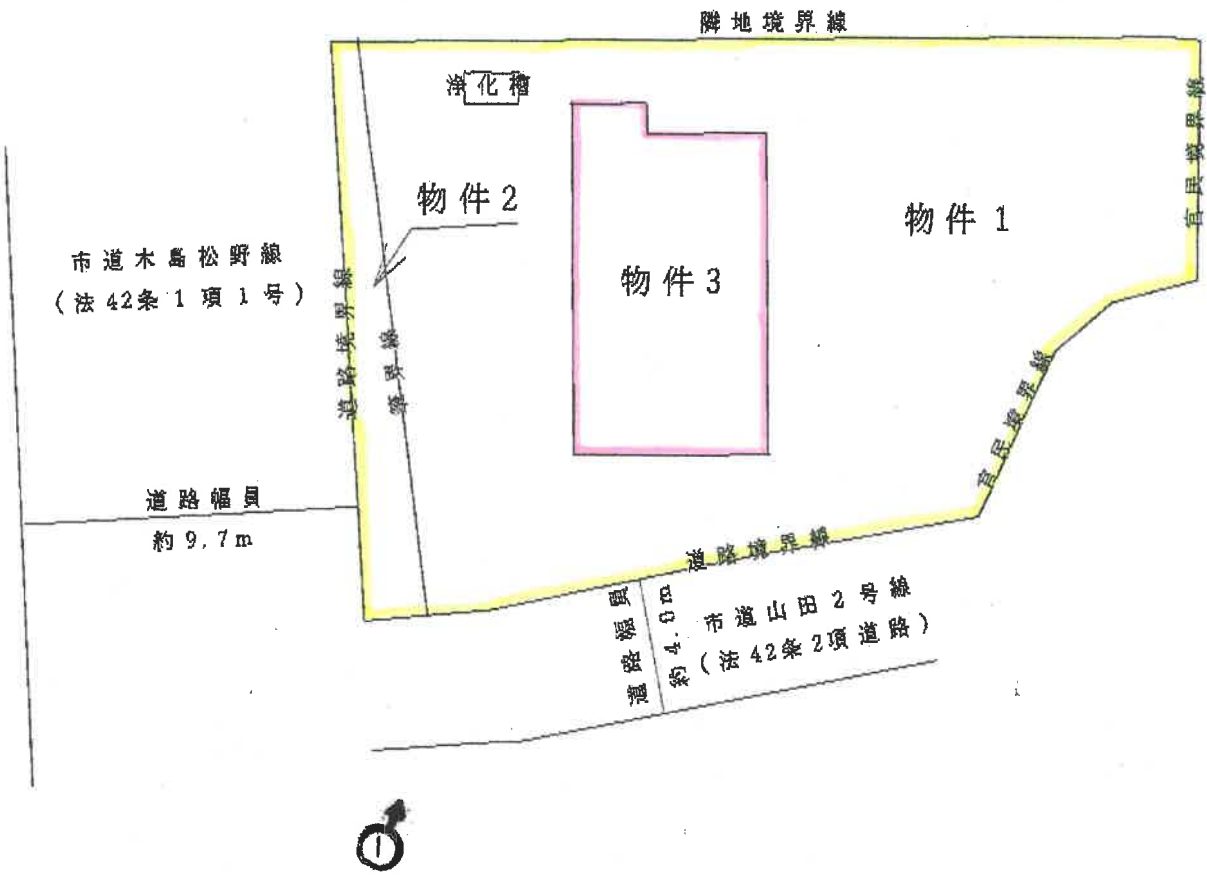 隣地境界線
浄化槽
官民境界線
物件2
物件1
市道木島松野線
(法42条1項1号)
物件3
道路境界線
筆界線
官民境界線
道路幅員
約9.7m
道路境界線
道路幅員
約4.0m
市道山田2号線
(法42条2項道路)
1